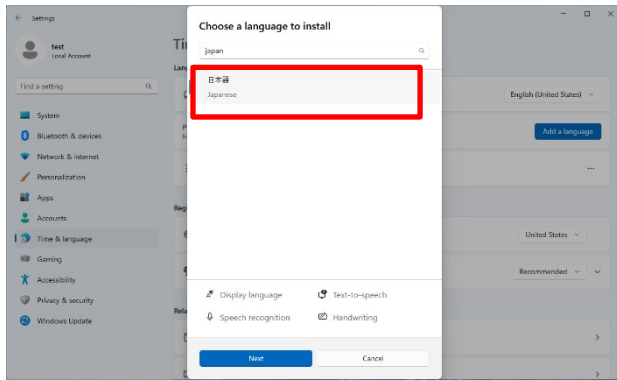 Settings
test
Local Account
Find a setting
System
Bluetooth & devices
Network & internet
Personalization
Apps
Accounts
Time & language
Gaming
Accessibility
Privacy & security
Windows Update
Choose a language to install
japan
日本語
Japanese
Display language
Text-to-speech
Speech recognition
Handwriting
Next
Cancel
English (United States)
Add a language
United States
Recommended